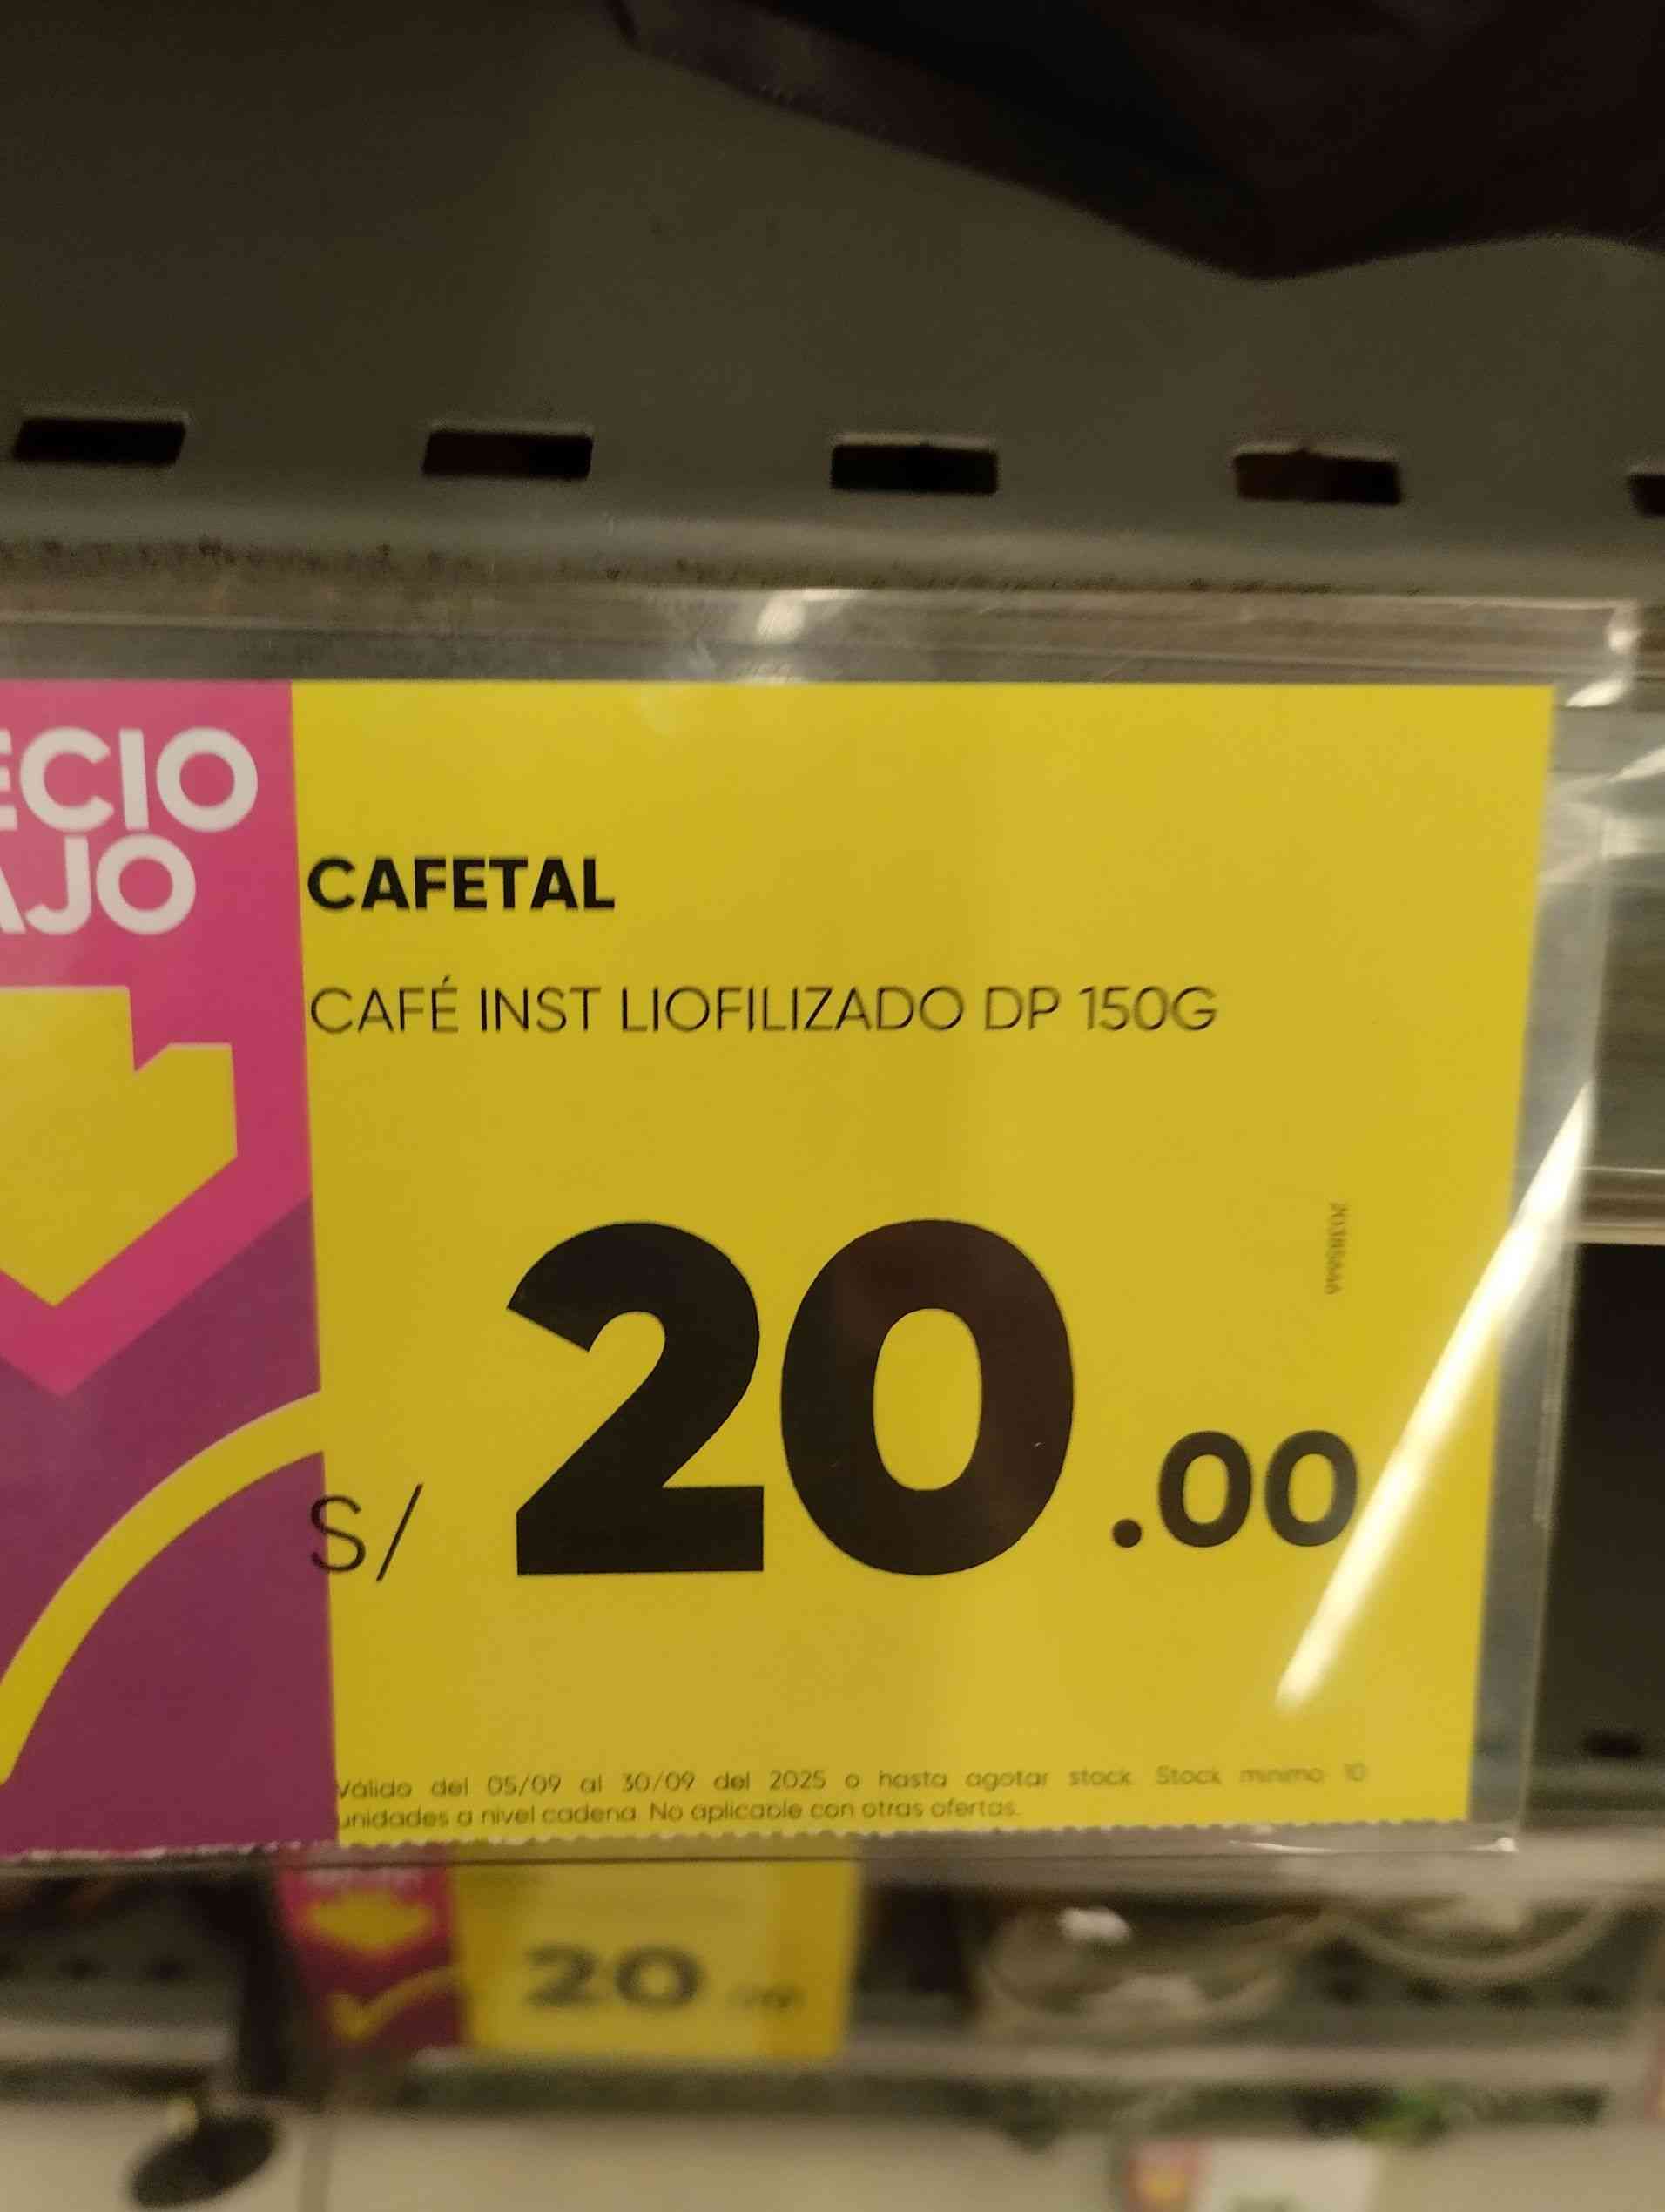 ECIO
AJO
CAFETAL
CAFÉ INST LIOFILIZADO DP 150G
S/ 20.00
Válido del 05/09 al 30/09 del 2025 o hasta agotar stock. Stock mínimo 10
unidades a nivel cadena. No aplicable con otras ofertas.
20